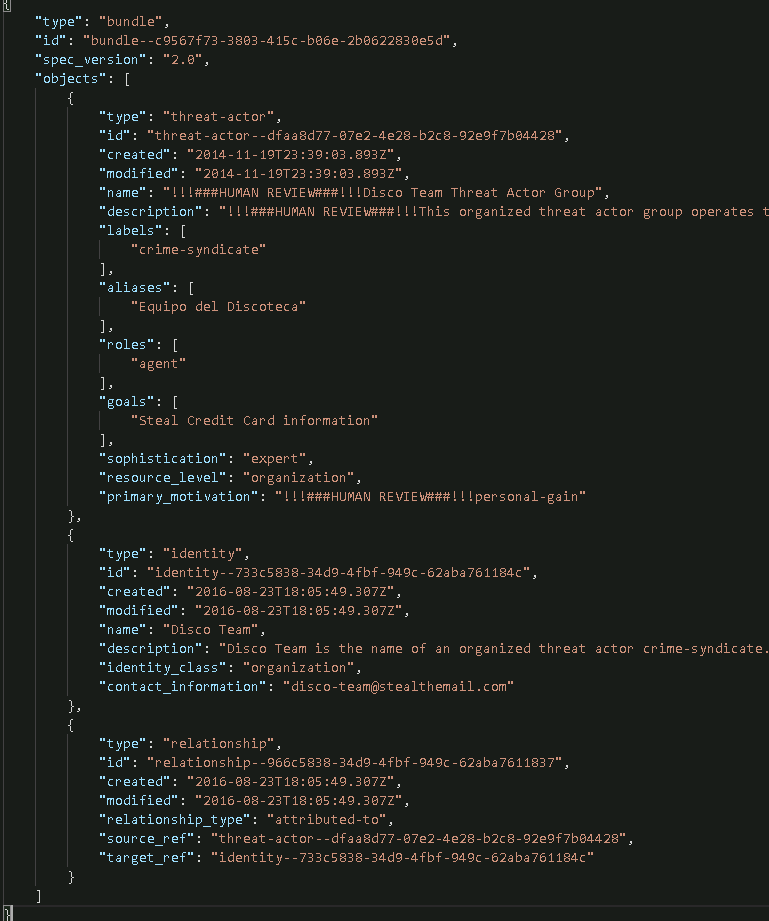 {
"type": "bundle",
"id": "bundle--c9567f73-3803-415c-b06e-2b0622830e5d",
"spec_version": "2.0",
"objects": [
{
"type": "threat-actor",
"id": "threat-actor--dfaa8d77-07e2-4e28-b2c8-92e9f7b04428",
"created": "2014-11-19T23:39:03.893Z",
"modified": "2014-11-19T23:39:03.893Z",
"name": "!!!###HUMAN REVIEW###!!!Disco Team Threat Actor Group",
"description": "!!!###HUMAN REVIEW###!!!This organized threat actor group operates t
"labels": [
"crime-syndicate"
],
"aliases": [
"Equipo del Discoteca"
],
"roles": [
"agent"
],
"goals": [
"Steal Credit Card information"
],
"sophistication": "expert",
"resource_level": "organization",
"primary_motivation": "!!!###HUMAN REVIEW###!!!personal-gain"
},
{
"type": "identity",
"id": "identity--733c5838-34d9-4fbf-949c-62aba761184c",
"created": "2016-08-23T18:05:49.307Z",
"modified": "2016-08-23T18:05:49.307Z",
"name": "Disco Team",
"description": "Disco Team is the name of an organized threat actor crime-syndicate.
"identity_class": "organization",
"contact_information": "disco-team@stealthemail.com"
},
{
"type": "relationship",
"id": "relationship--966c5838-34d9-4fbf-949c-62aba7611837",
"created": "2016-08-23T18:05:49.307Z",
"modified": "2016-08-23T18:05:49.307Z",
"relationship_type": "attributed-to",
"source_ref": "threat-actor--dfaa8d77-07e2-4e28-b2c8-92e9f7b04428",
"target_ref": "identity--733c5838-34d9-4fbf-949c-62aba761184c"
}
]
}